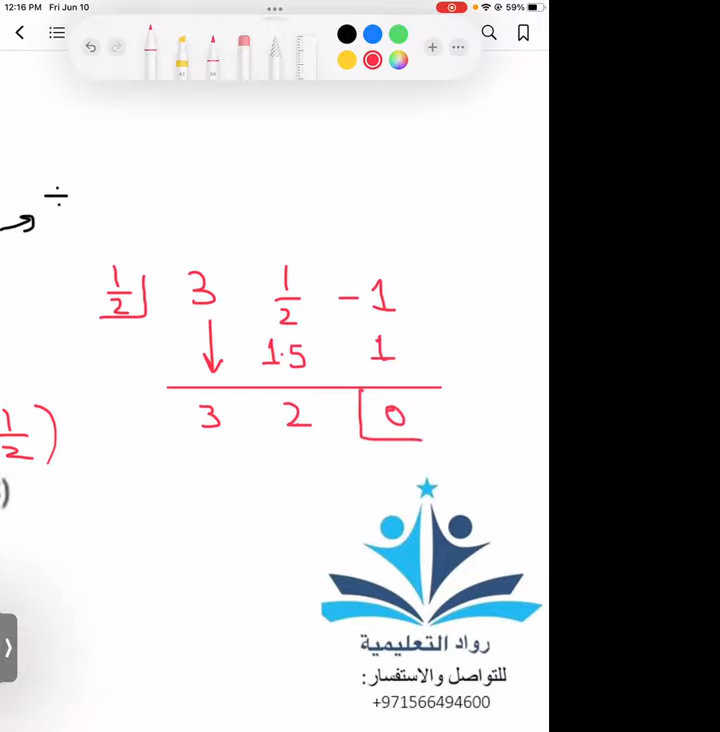 12:16 PM Fri Jun 10
59%
÷
1/2 3 1/2 -1
1.5 1
3 2 0
1/2)
)
رواد التعليمية
للتواصل والاستفسار:
+971566494600